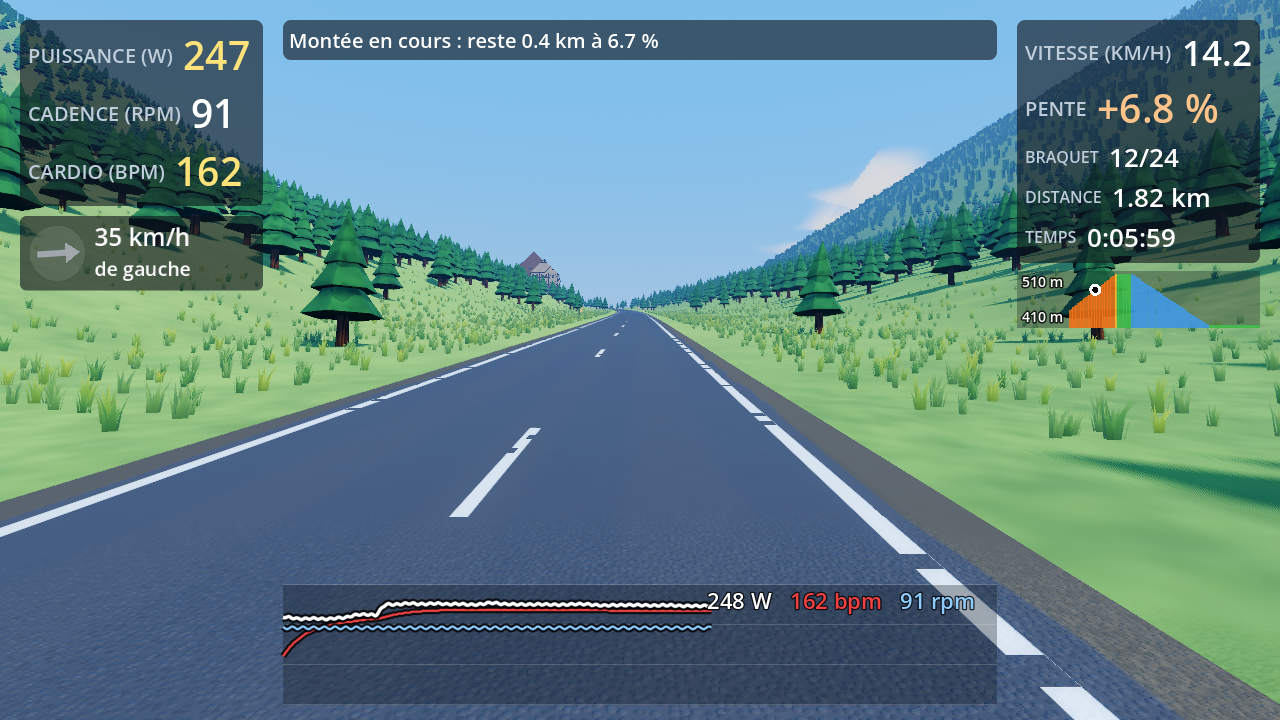 PUISSANCE (W) 247
CADENCE (RPM) 91
CARDIO (BPM) 162
35 km/h
de gauche
Montée en cours : reste 0.4 km à 6.7 %
VITESSE (KM/H) 14.2
PENTE +6.8 %
BRAQUET 12/24
DISTANCE 1.82 km
TEMPS 0:05:59
510 m
410 m
248 W 162 bpm 91 rpm